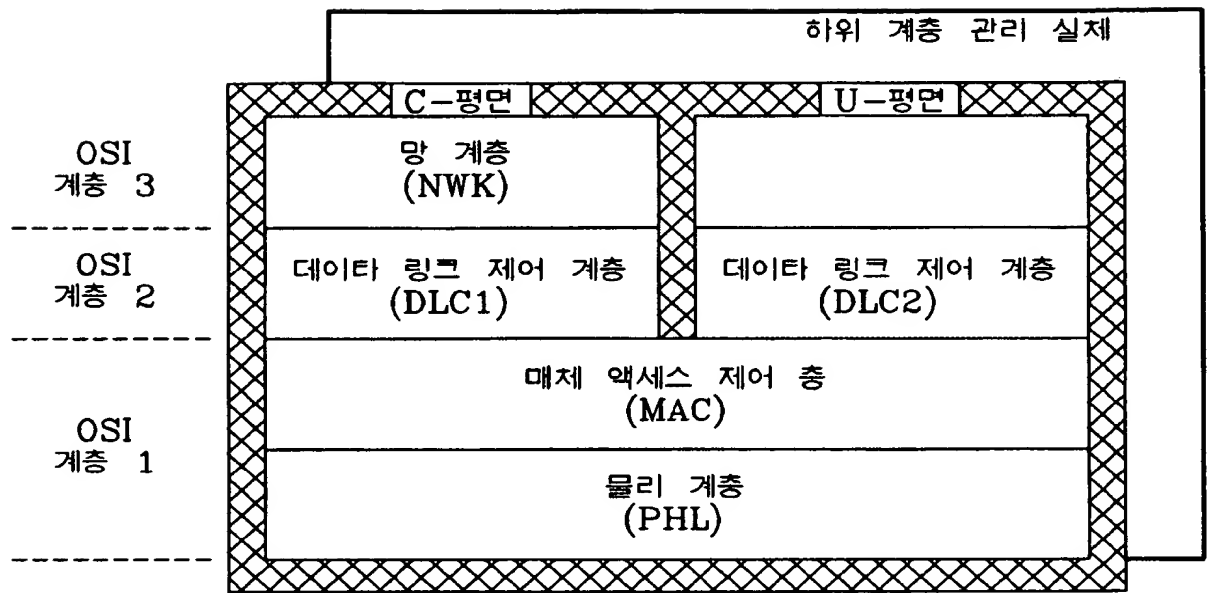 하위 계층 관리 실체
C-평면
U-평면
OSI
계층 3
망 계층
(NWK)
OSI
계층 2
데이타 링크 제어 계층
(DLC1)
데이타 링크 제어 계층
(DLC2)
OSI
계층 1
매체 액세스 제어 층
(MAC)
물리 계층
(PHL)